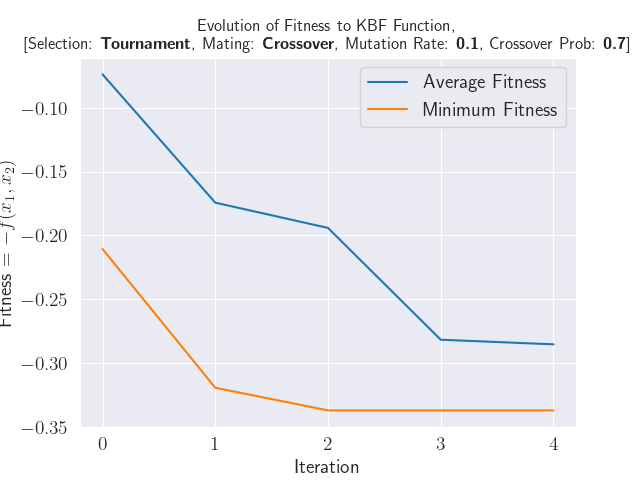 Evolution of Fitness to KBF Function,
[Selection: Tournament, Mating: Crossover, Mutation Rate: 0.1, Crossover Prob: 0.7]
Average Fitness
Minimum Fitness
Fitness = −f(x₁, x₂)
−0.10
−0.15
−0.20
−0.25
−0.30
−0.35
0 1 2 3 4
Iteration